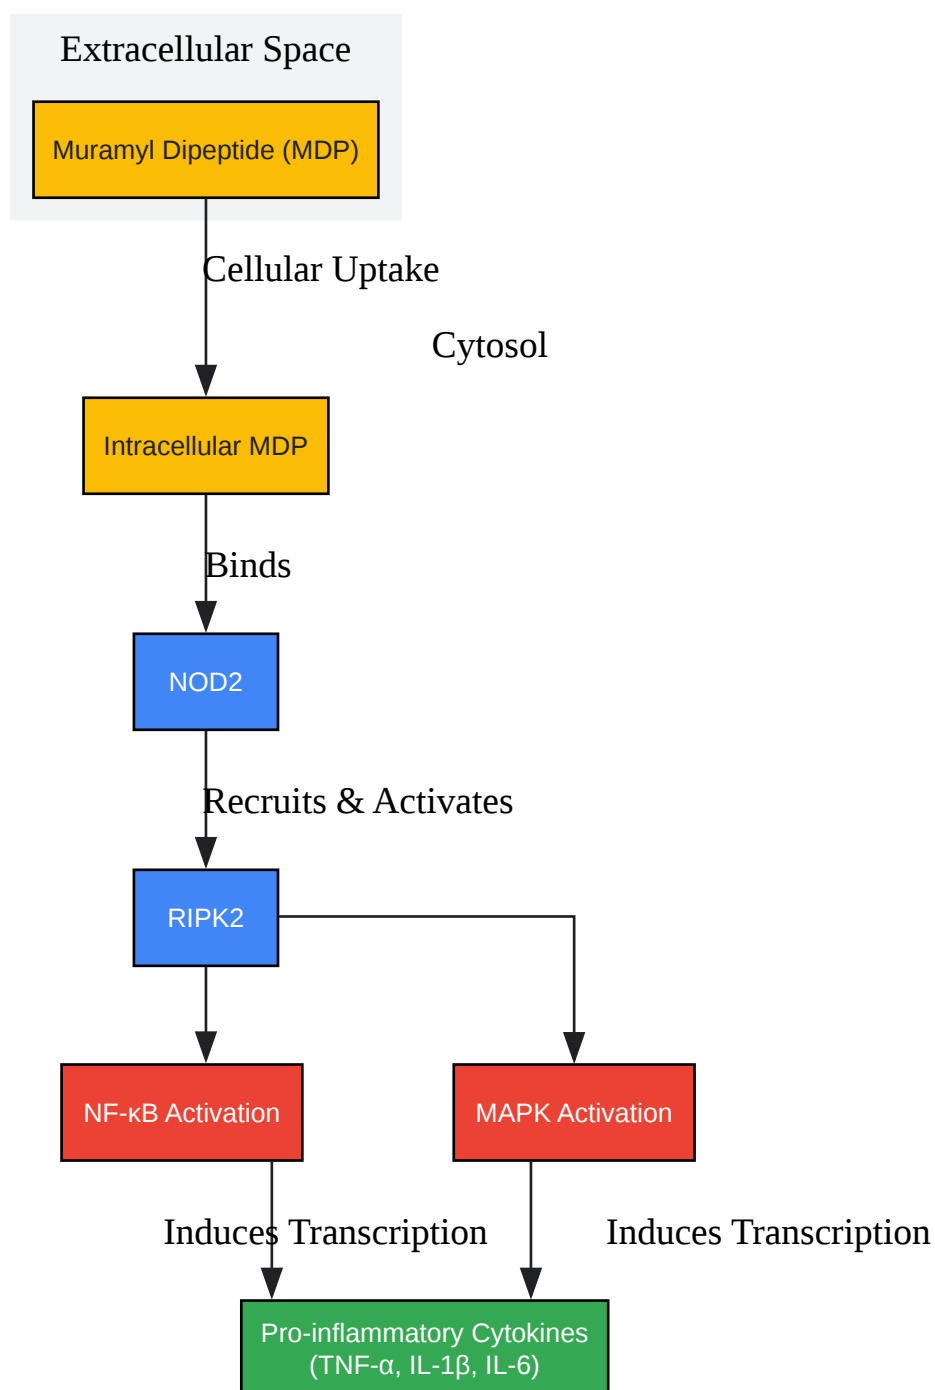 Extracellular Space
Muramyl Dipeptide (MDP)
Cellular Uptake
Cytosol
Intracellular MDP
Binds
NOD2
Recruits & Activates
RIPK2
NF-κB Activation
MAPK Activation
Induces Transcription
Induces Transcription
Pro-inflammatory Cytokines
(TNF-α, IL-1β, IL-6)